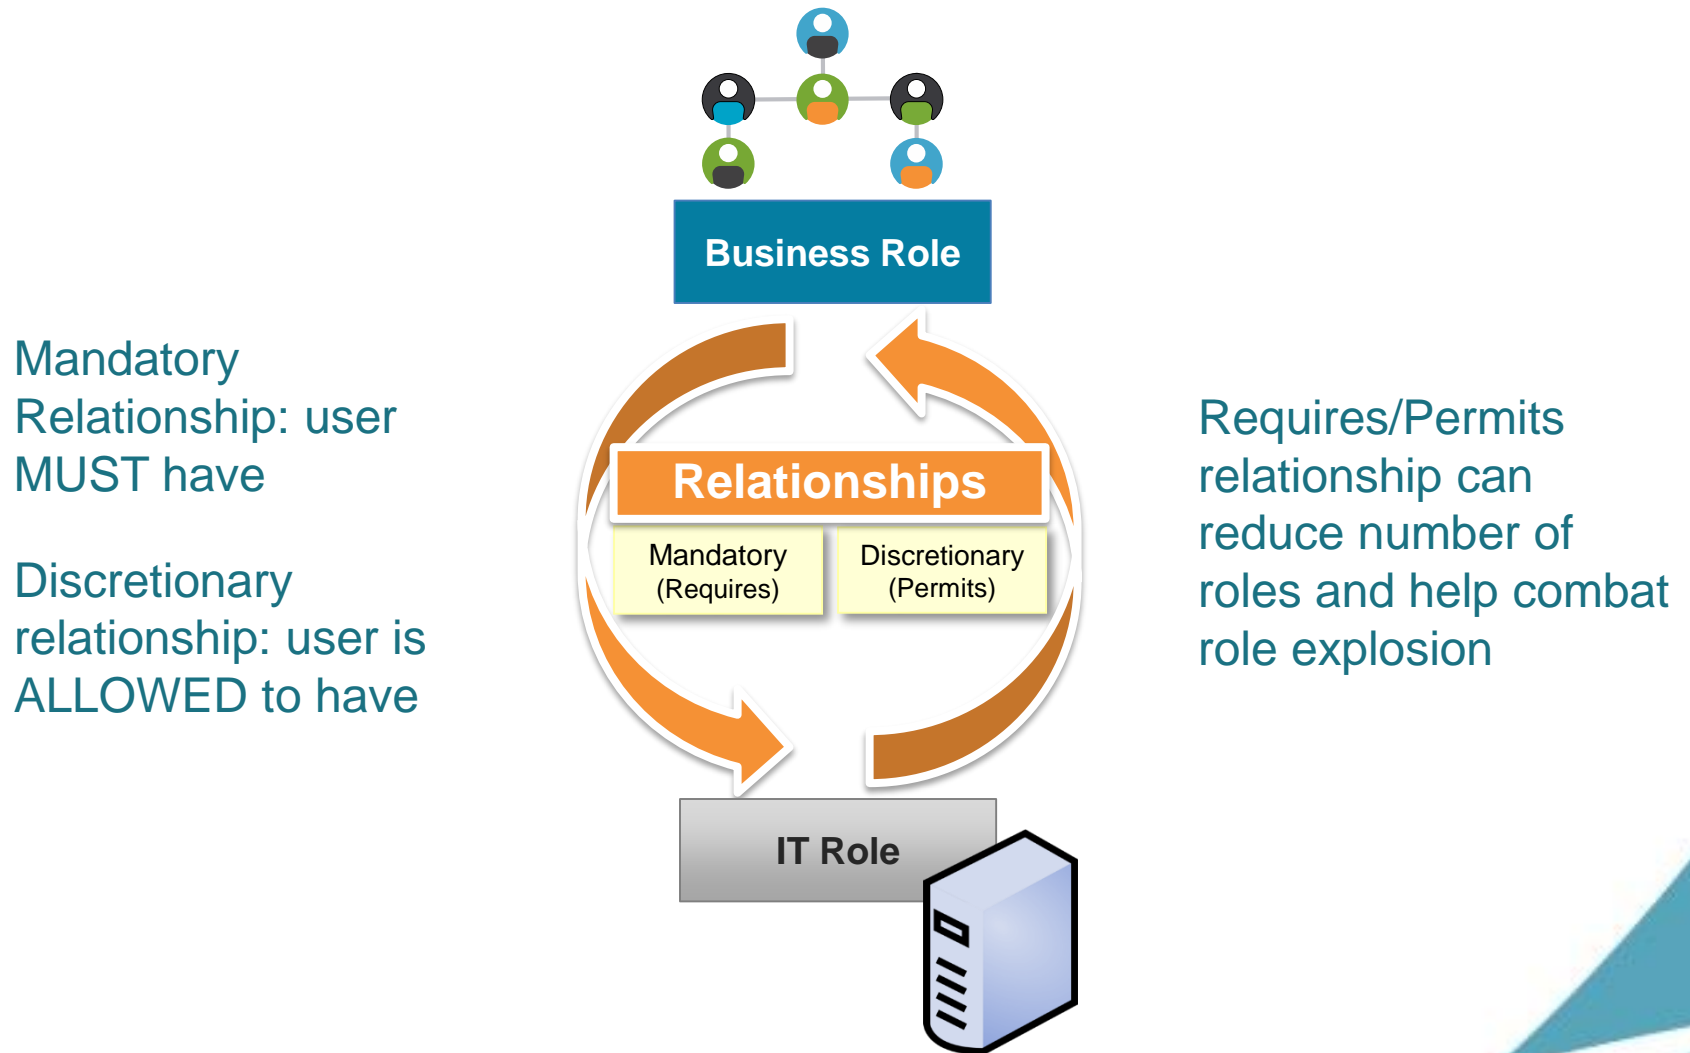 Business Role
Mandatory
Relationship: user
MUST have
Discretionary
relationship: user is
ALLOWED to have
Relationships
Mandatory
(Requires)
Discretionary
(Permits)
Requires/Permits
relationship can
reduce number of
roles and help combat
role explosion
IT Role